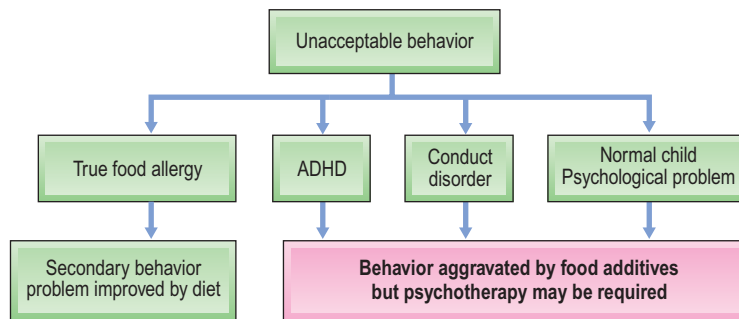 Unacceptable behavior
True food allergy
ADHD
Conduct
disorder
Normal child
Psychological problem
Secondary behavior
problem improved by diet
Behavior aggravated by food additives
but psychotherapy may be required